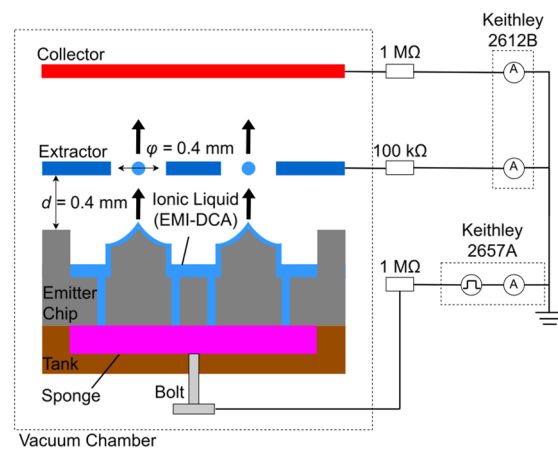 Keithley
2612B
Collector
1 MΩ
A
Extractor
φ = 0.4 mm
100 kΩ
A
d = 0.4 mm
Ionic Liquid
(EMI-DCA)
Keithley
2657A
1 MΩ
A
Emitter
Chip
Tank
Sponge
Bolt
Vacuum Chamber